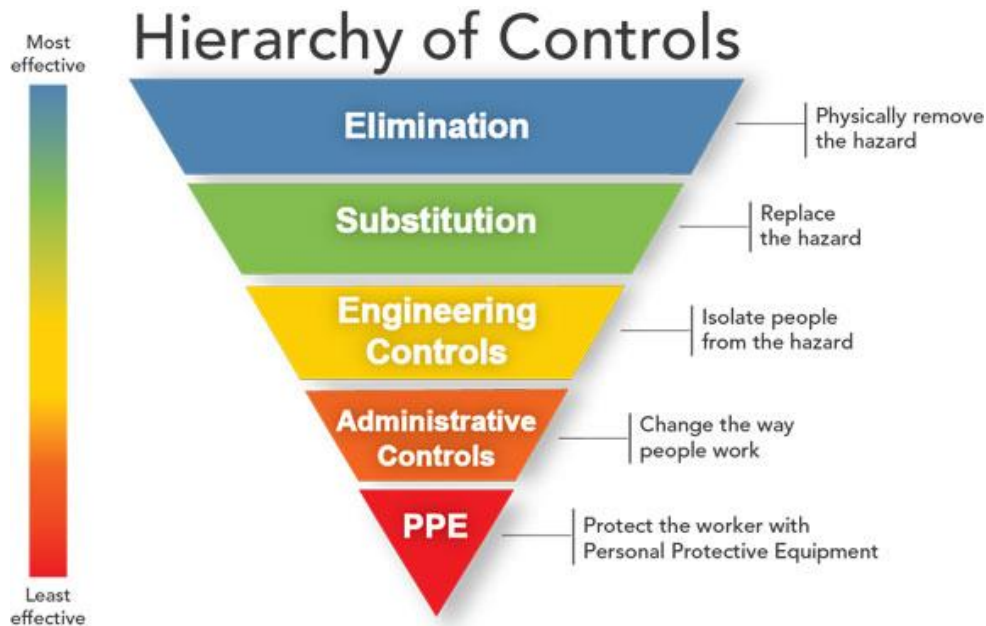 Hierarchy of Controls
Most
effective
Elimination
Physically remove
the hazard
Substitution
Replace
the hazard
Engineering
Controls
Isolate people
from the hazard
Administrative
Controls
Change the way
people work
PPE
Protect the worker with
Personal Protective Equipment
Least
effective